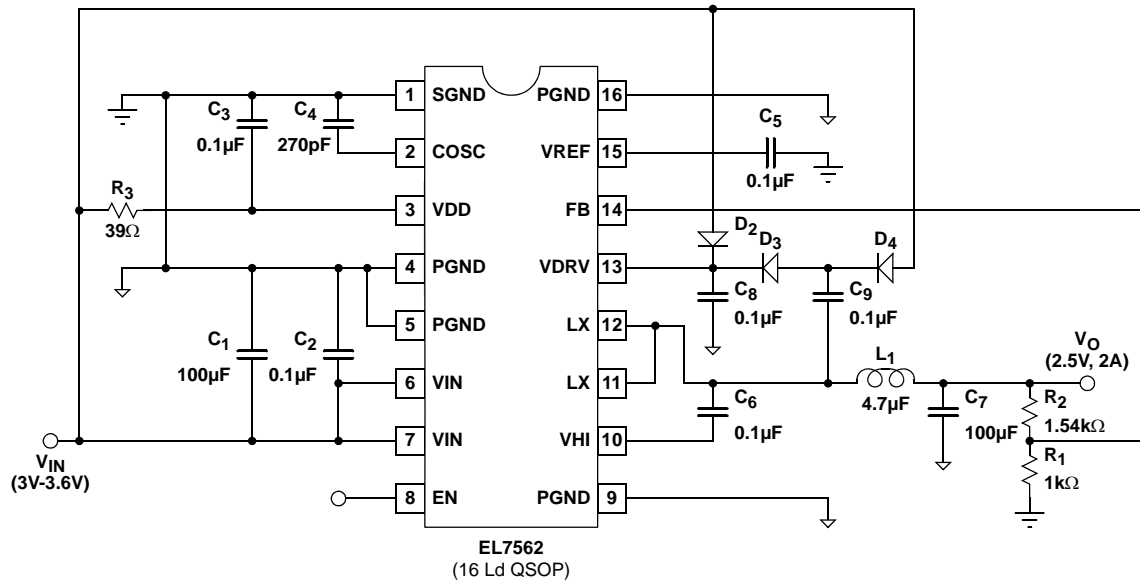 1 SGND PGND 16
C3
0.1µF
C4
270pF
2 COSC VREF 15
C5
0.1µF
R3
39Ω
3 VDD FB 14
D2
D3
D4
4 PGND VDRV 13
C8
0.1µF
C9
0.1µF
5 PGND LX 12
C1
100µF
C2
0.1µF
VO
(2.5V, 2A)
L1
4.7µF
6 VIN LX 11
C6
0.1µF
C7
100µF
R2
1.54kΩ
7 VIN VHI 10
VIN
(3V-3.6V)
R1
1kΩ
8 EN PGND 9
EL7562
(16 Ld QSOP)